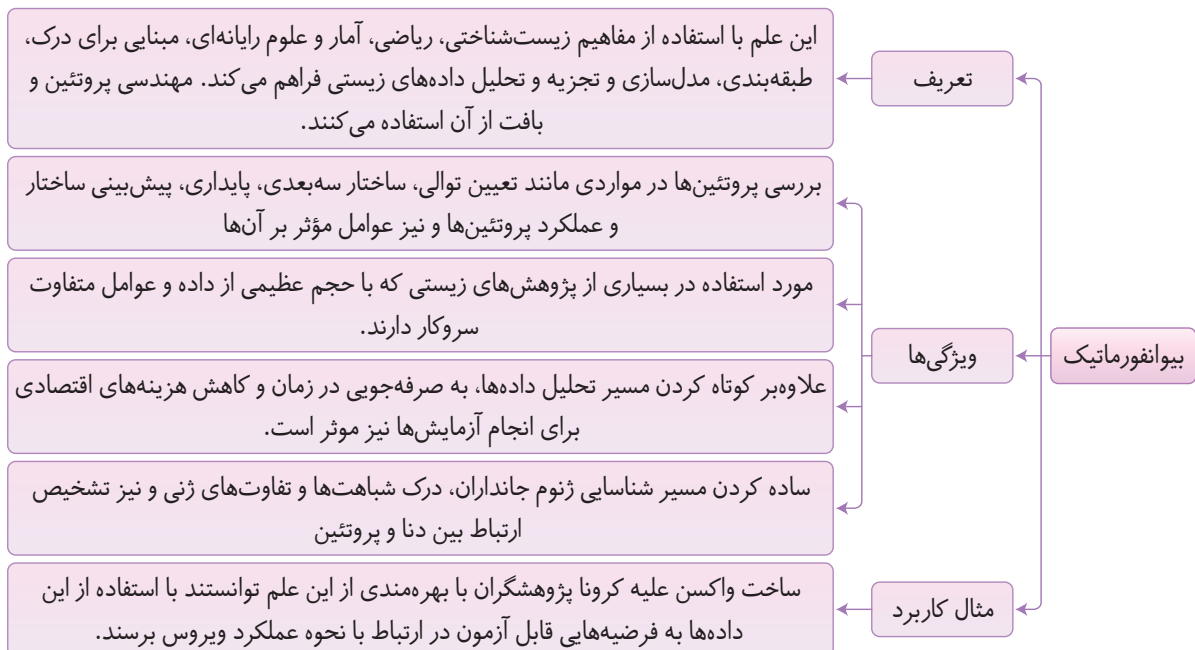 بیوانفورماتیک
تعریف
این علم با استفاده از مفاهیم زیست‌شناختی، ریاضی، آمار و علوم رایانه‌ای، مبنایی برای درک،
طبقه‌بندی، مدل‌سازی و تجزیه و تحلیل داده‌های زیستی فراهم می‌کند. مهندسی پروتئین و
بافت از آن استفاده می‌کنند.
ویژگی‌ها
بررسی پروتئین‌ها در مواردی مانند تعیین توالی، ساختار سه‌بعدی، پایداری، پیش‌بینی ساختار
و عملکرد پروتئین‌ها و نیز عوامل مؤثر بر آن‌ها
مورد استفاده در بسیاری از پژوهش‌های زیستی که با حجم عظیمی از داده و عوامل متفاوت
سروکار دارند.
علاوه‌بر کوتاه کردن مسیر تحلیل داده‌ها، به صرفه‌جویی در زمان و کاهش هزینه‌های اقتصادی
برای انجام آزمایش‌ها نیز موثر است.
ساده کردن مسیر شناسایی ژنوم جانداران، درک شباهت‌ها و تفاوت‌های ژنی و نیز تشخیص
ارتباط بین دنا و پروتئین
مثال کاربرد
ساخت واکسن علیه کرونا پژوهشگران با بهره‌مندی از این علم توانستند با استفاده از این
داده‌ها به فرضیه‌هایی قابل آزمون در ارتباط با نحوه عملکرد ویروس برسند.